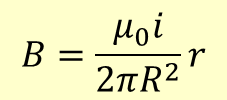 B = \frac{\mu_0 i}{2\pi R^2} r